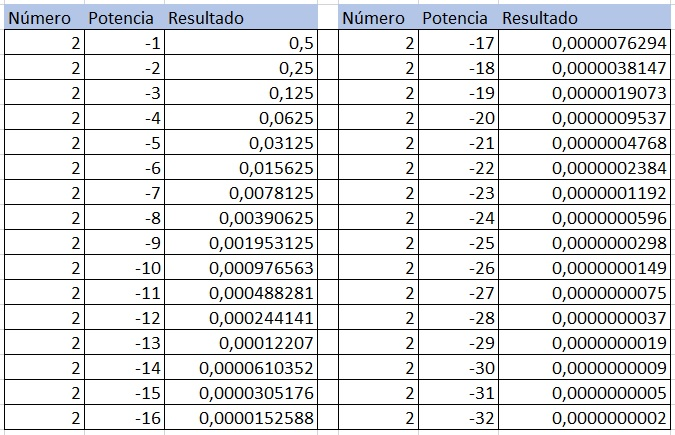 Número Potencia Resultado Número Potencia Resultado
2 -1 0,5 2 -17 0,0000076294
2 -2 0,25 2 -18 0,0000038147
2 -3 0,125 2 -19 0,0000019073
2 -4 0,0625 2 -20 0,0000009537
2 -5 0,03125 2 -21 0,0000004768
2 -6 0,015625 2 -22 0,0000002384
2 -7 0,0078125 2 -23 0,0000001192
2 -8 0,00390625 2 -24 0,0000000596
2 -9 0,001953125 2 -25 0,0000000298
2 -10 0,000976563 2 -26 0,0000000149
2 -11 0,000488281 2 -27 0,0000000075
2 -12 0,000244141 2 -28 0,0000000037
2 -13 0,00012207 2 -29 0,0000000019
2 -14 0,0000610352 2 -30 0,0000000009
2 -15 0,0000305176 2 -31 0,0000000005
2 -16 0,0000152588 2 -32 0,0000000002